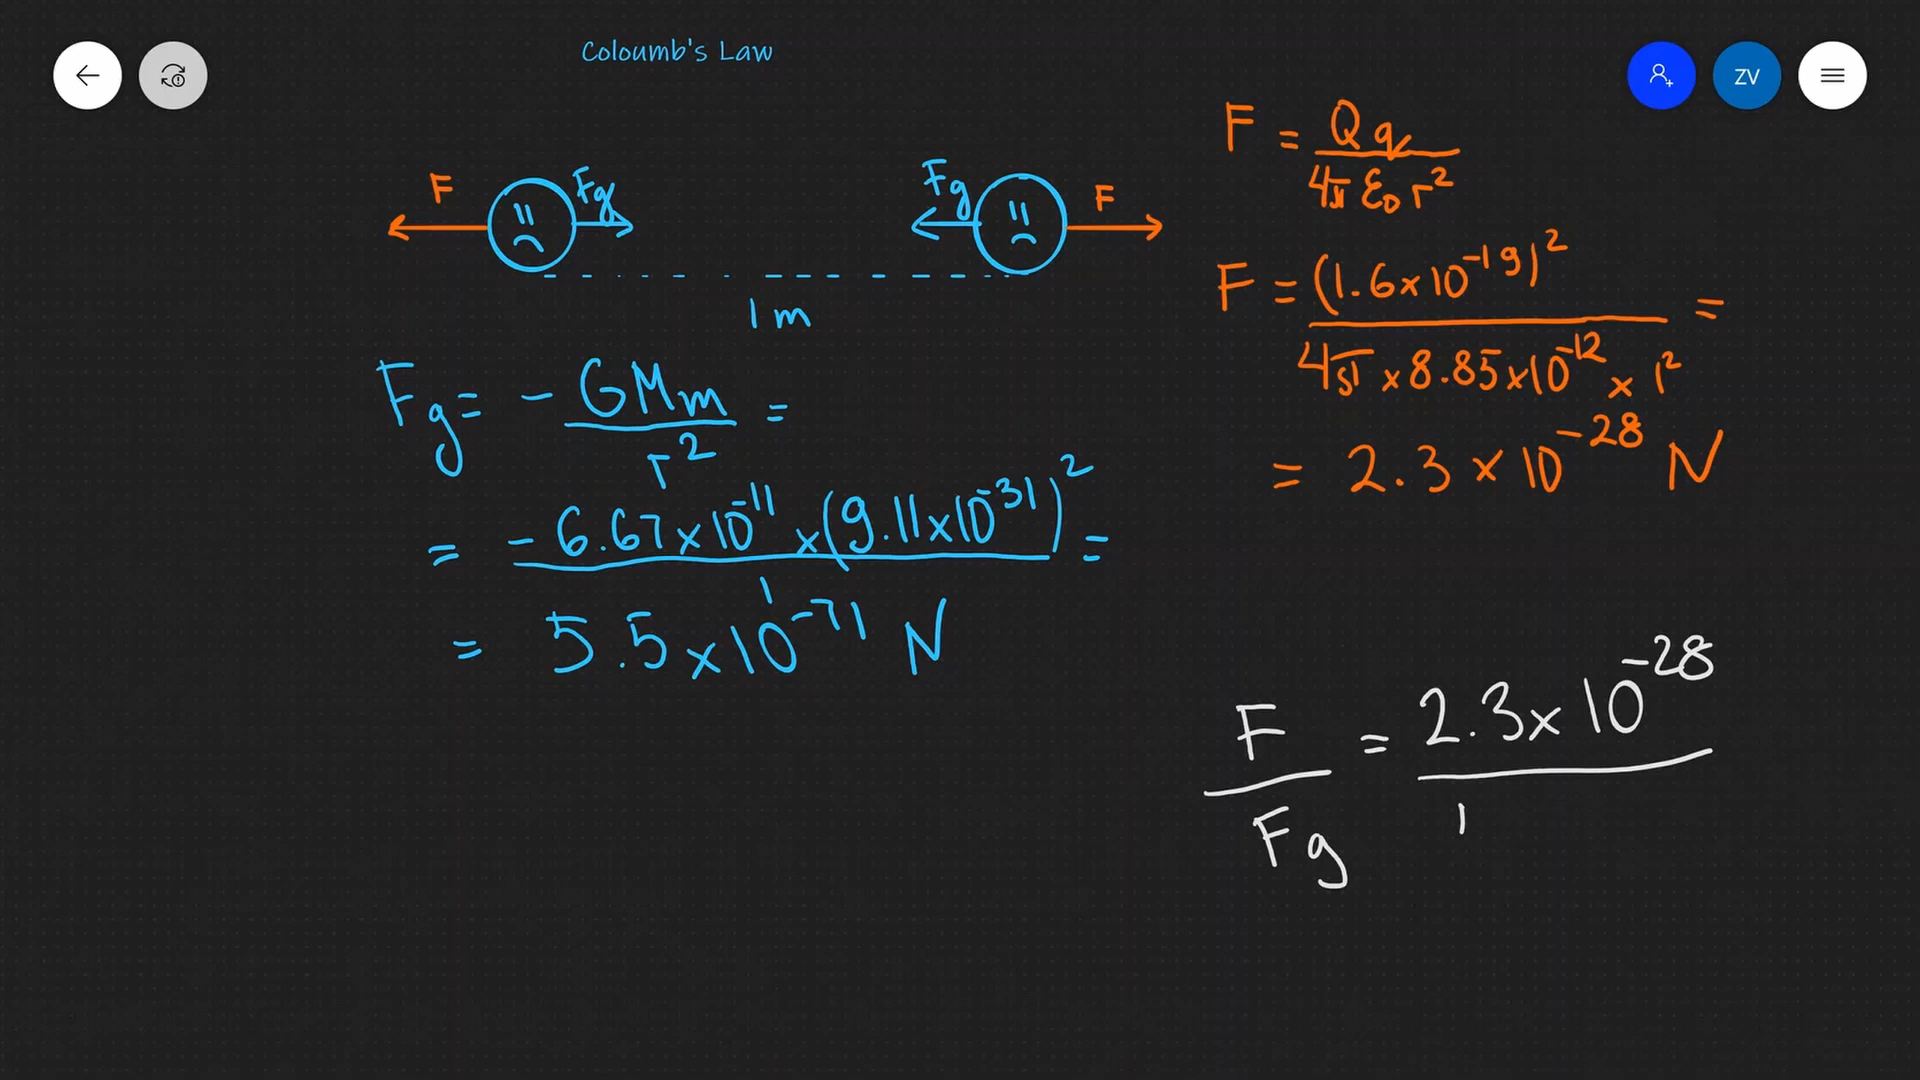 Coloumb's Law
ZV
F Fg Fg F
1 m
Fg = - GMm / r² =
= - 6.67 × 10⁻¹¹ × (9.11 × 10⁻³¹)² / 1 =
= 5.5 × 10⁻⁷¹ N
F = Qq / 4π ε₀ r²
F = (1.6 × 10⁻¹⁹)² / 4π × 8.85 × 10⁻¹² × 1² =
= 2.3 × 10⁻²⁸ N
F / Fg = 2.3 × 10⁻²⁸ /